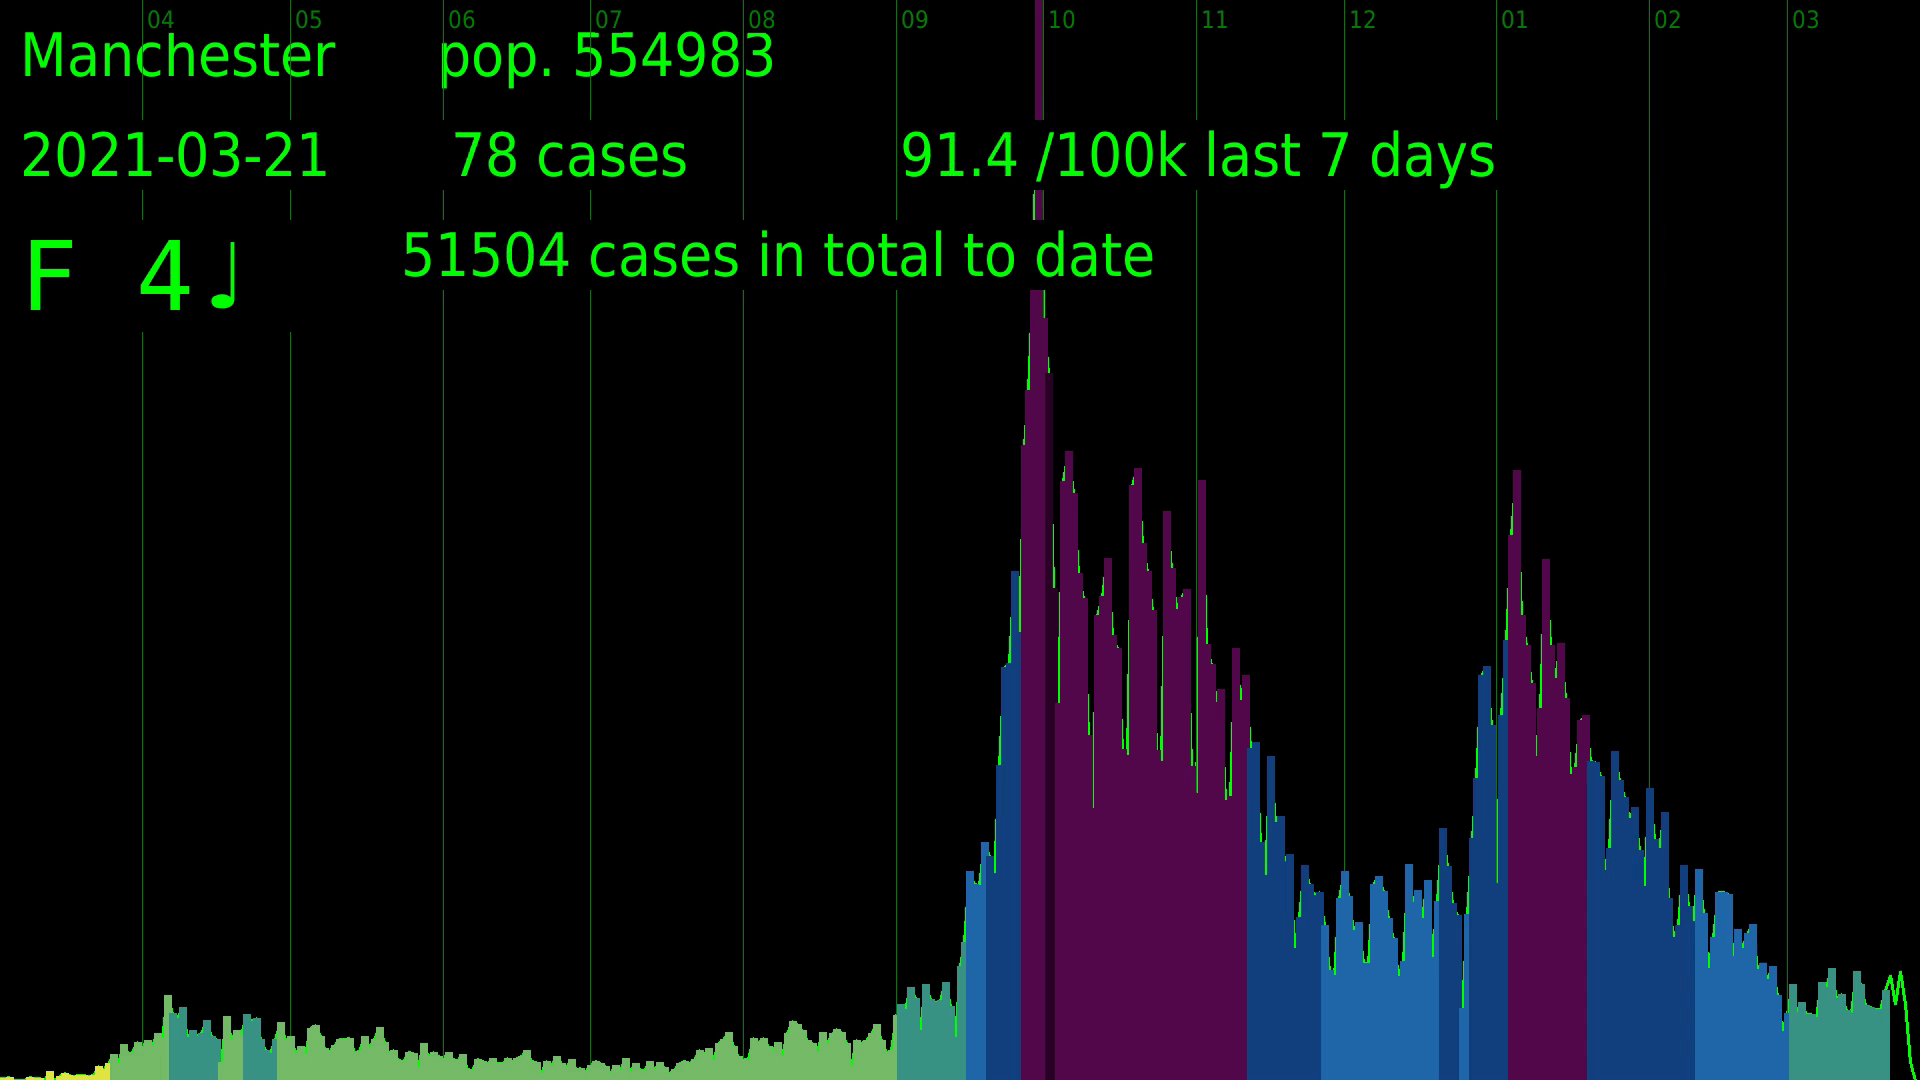 04 05 06 07 08 09 10 11 12 01 02 03
Manchester pop. 554983
2021-03-21 78 cases 91.4 /100k last 7 days
F 4♩ 51504 cases in total to date